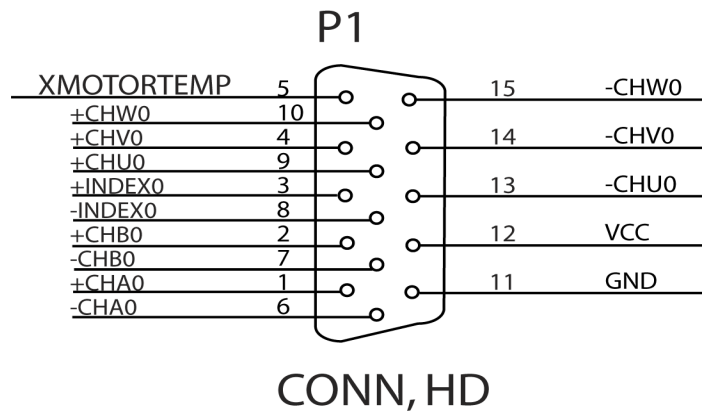 P1
XMOTORTEMP 5 15 -CHW0
+CHW0 10
+CHV0 4 14 -CHV0
+CHU0 9
+INDEX0 3 13 -CHU0
-INDEX0 8
+CHB0 2 12 VCC
-CHB0 7
+CHA0 1 11 GND
-CHA0 6
CONN, HD